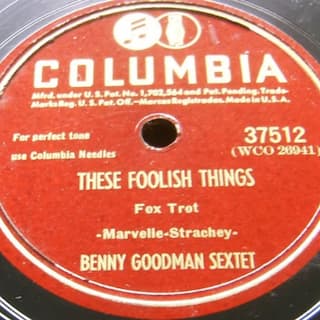 COLUMBIA
Mfrd. under U.S. Pat. No. 1,702,564 and Pat. Pending. Trade-
Marks Reg. U.S. Pat. Off.-Marcas Registradas. Made in U.S.A.
For perfect tone
use Columbia Needles
37512
(WCO 26941)
THESE FOOLISH THINGS
Fox Trot
-Marvelle-Strachey-
BENNY GOODMAN SEXTET